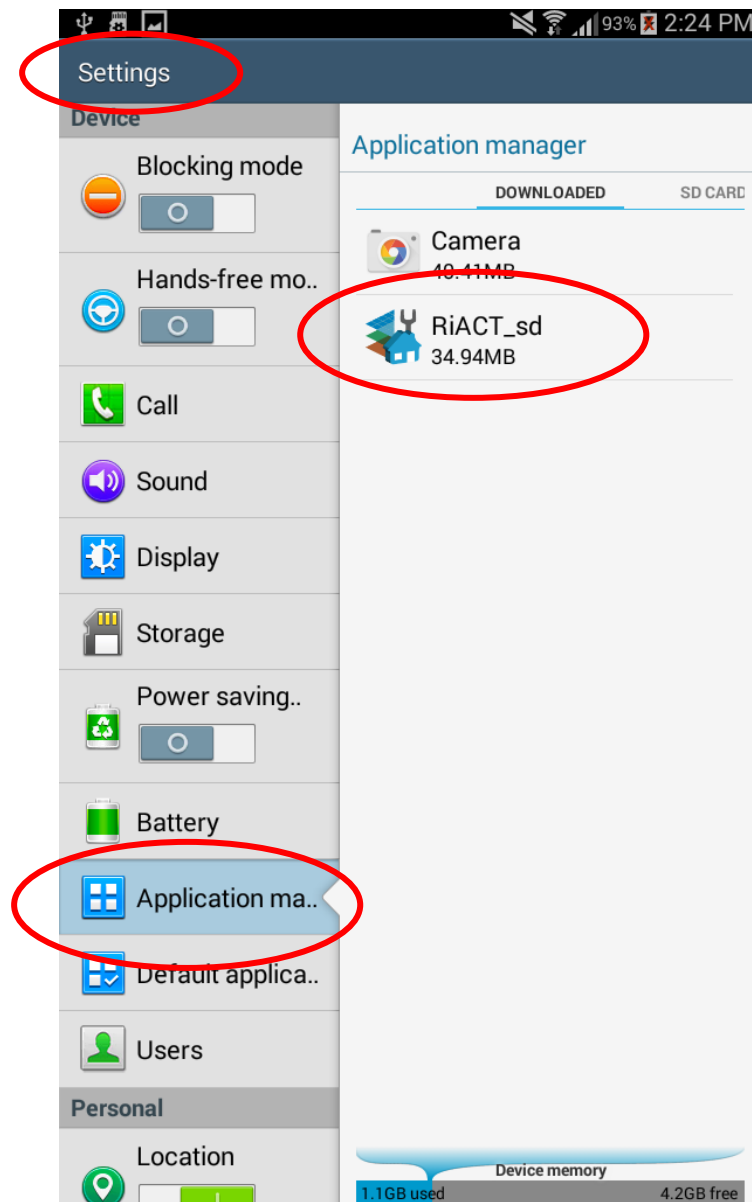 93% 2:24 PM
Settings
Device
Blocking mode
Hands-free mo..
Call
Sound
Display
Storage
Power saving..
Battery
Application ma..
Default applica..
Users
Personal
Location
Application manager
DOWNLOADED SD CARD
Camera
40.41MB
RiACT_sd
34.94MB
Device memory
1.1GB used 4.2GB free